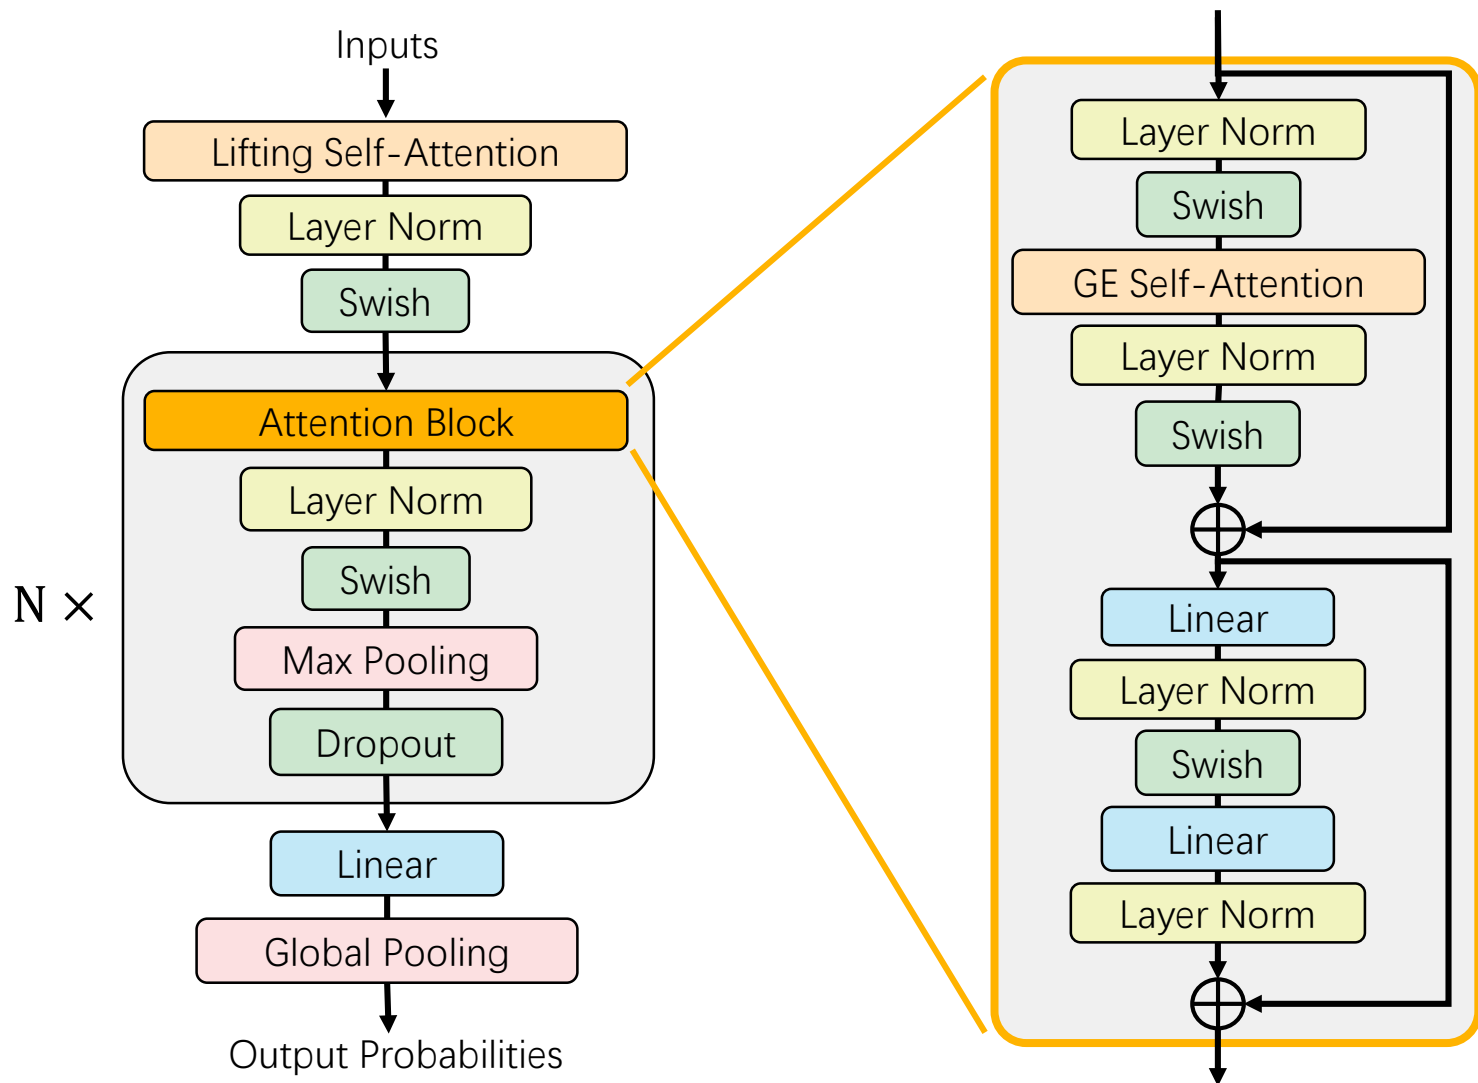 Inputs
Lifting Self-Attention
Layer Norm
Swish
N ×
Attention Block
Layer Norm
Swish
Max Pooling
Dropout
Linear
Global Pooling
Output Probabilities
Layer Norm
Swish
GE Self-Attention
Layer Norm
Swish
Linear
Layer Norm
Swish
Linear
Layer Norm